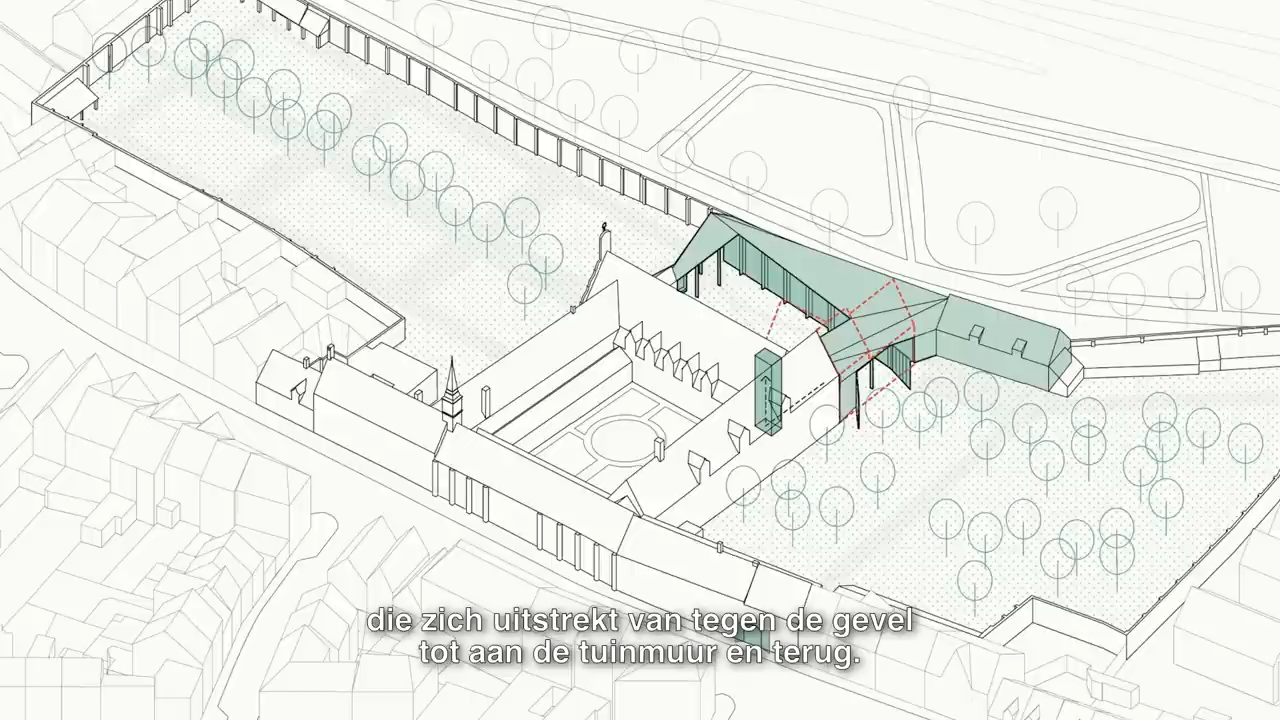 die zich uitstrekt van tegen de gevel
tot aan de tuinmuur en terug.